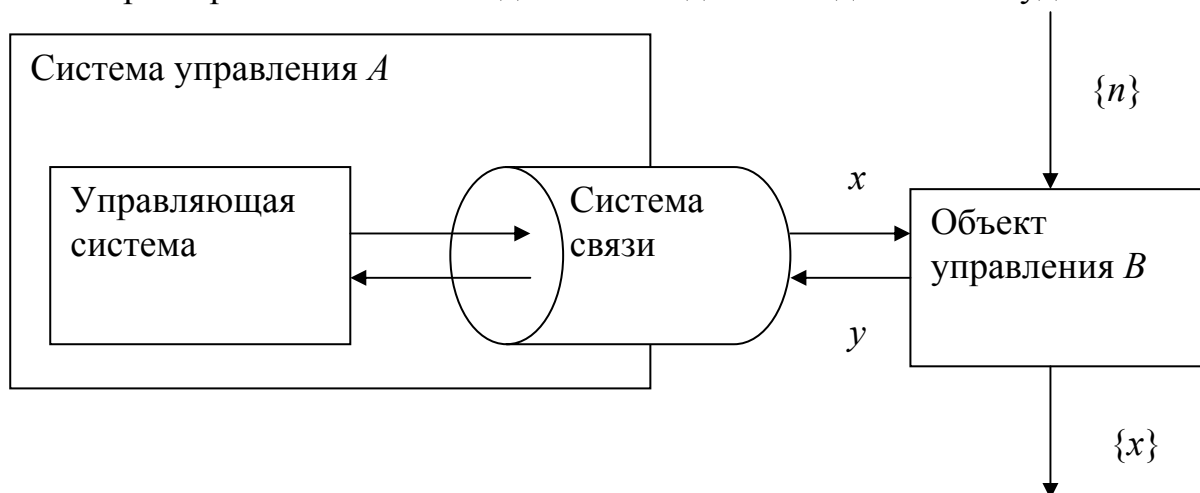 Система управления A
{n}
Управляющая
система
Система
связи
x
Объект
управления B
y
{x}